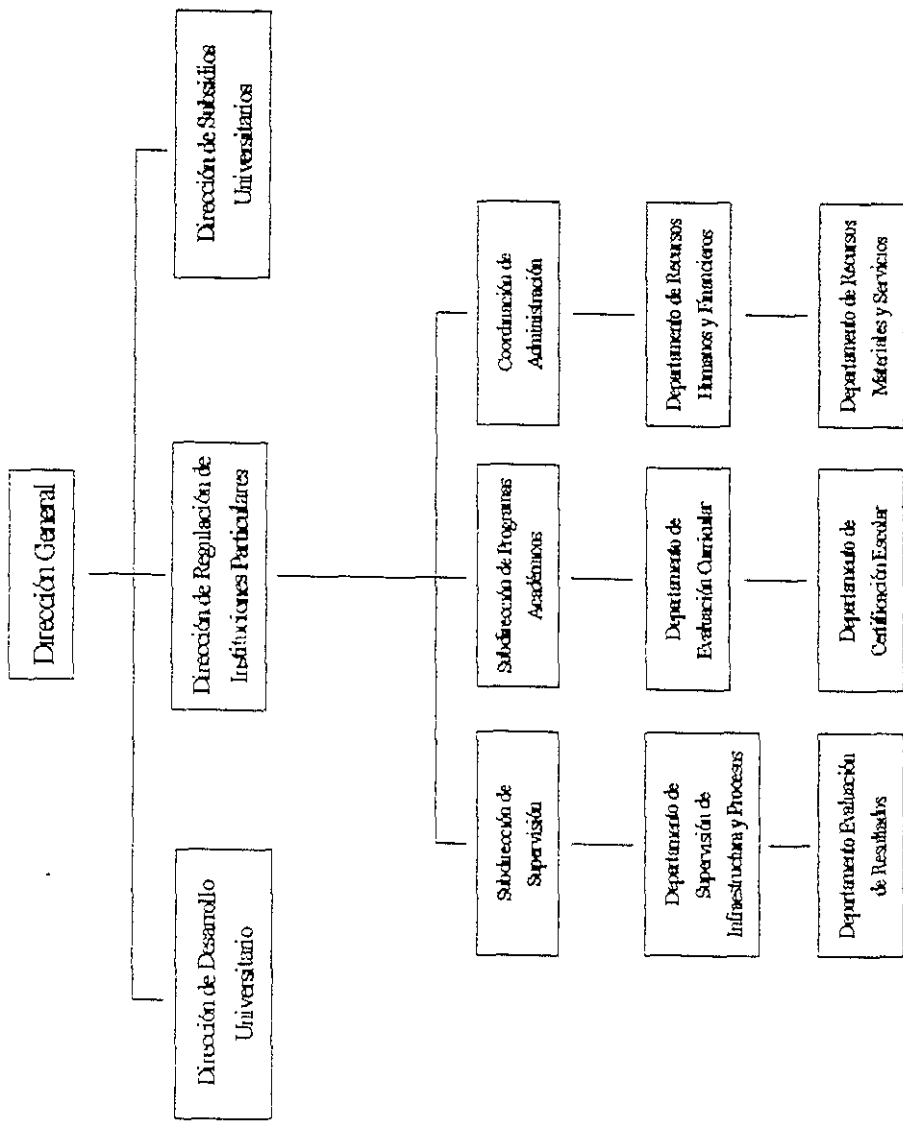 Dirección General
Dirección de Desarrollo
Universitario
Dirección de Regulación de
Instituciones Particulares
Dirección de Subsidios
Universitarios
Subdirección de
Supervisión
Subdirección de Programas
Académicos
Coordinación de
Administración
Departamento de
Supervisión de
Infraestructura y Procesos
Departamento de
Evaluación Curricular
Departamento de Recursos
Humanos y Financieros
Departamento Evaluación
de Resultados
Departamento de
Certificación Escolar
Departamento de Recursos
Materiales y Servicios